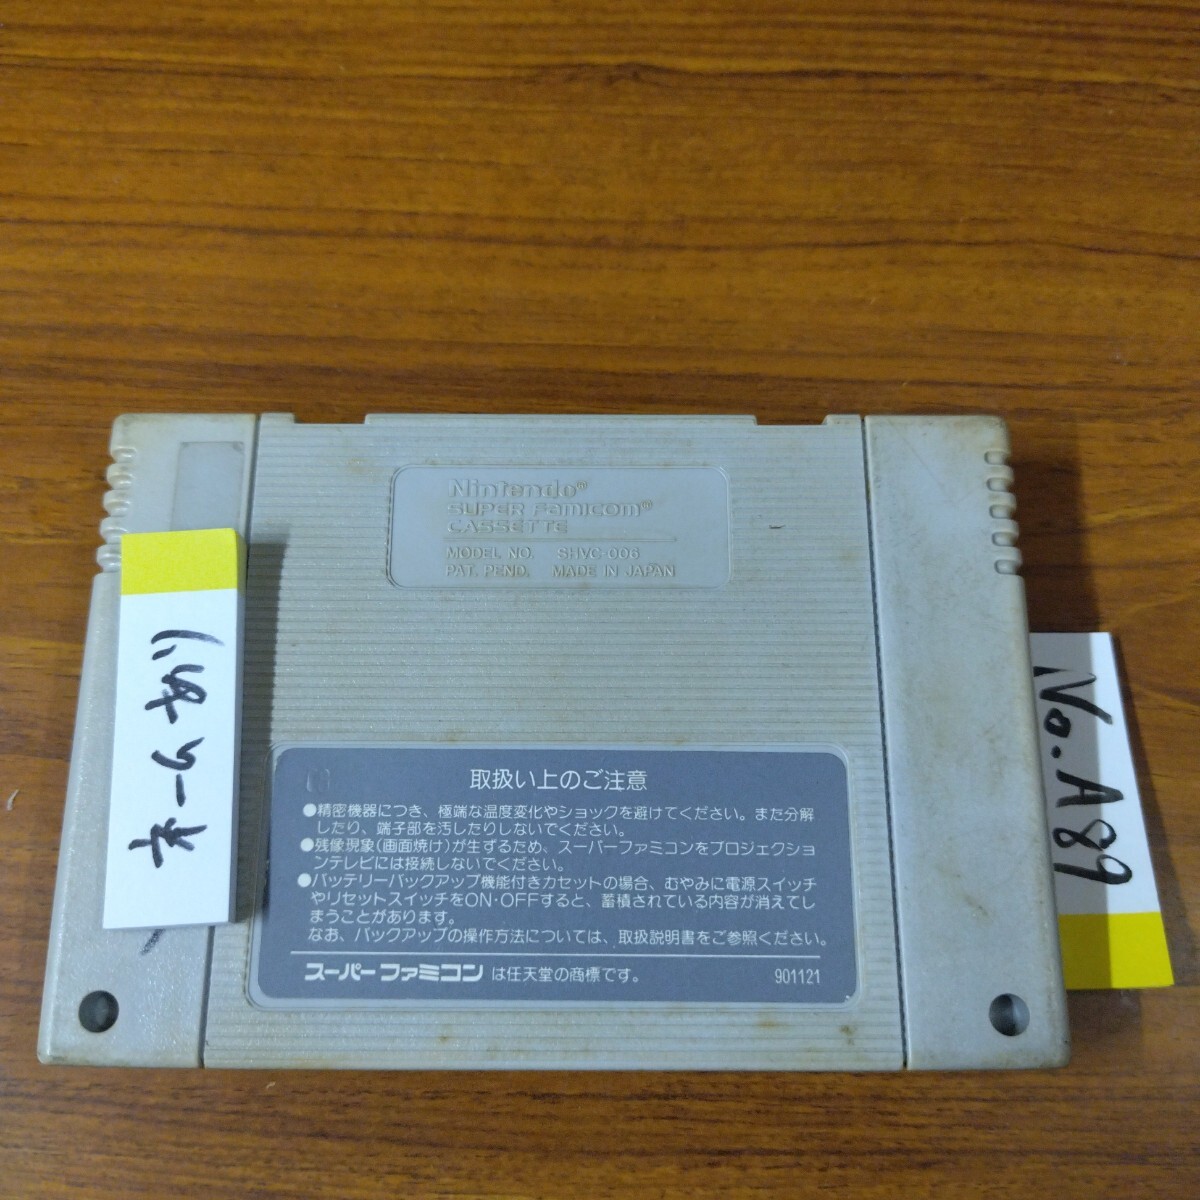 Nintendo®
SUPER Famicom®
CASSETTE
MODEL NO. SHVC-006
PAT. PEND. MADE IN JAPAN
No. A89
取扱い上のご注意
●精密機器につき、極端な温度変化やショックを避けてください。また分解
したり、端子部を汚したりしないでください。
●残像現象(画面焼け)が生ずるため、スーパーファミコンをプロジェクショ
ンテレビには接続しないでください。
●バッテリーバックアップ機能付きカセットの場合、むやみに電源スイッチ
やリセットスイッチをON・OFFすると、蓄積されている内容が消えてし
まうことがあります。
なお、バックアップの操作方法については、取扱説明書をご参照ください。
スーパーファミコン は任天堂の商標です。 901121